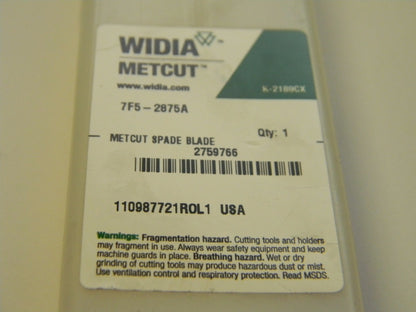 WIDIA™
METCUT™
www.widia.com
K-2189CX
7F5-2875A
METCUT SPADE BLADE Qty: 1
2759766
110987721ROL1 USA
Warnings: Fragmentation hazard. Cutting tools and holders
may fragment in use. Always wear safety equipment and keep
machine guards in place. Breathing hazard. Wet or dry
grinding of cutting tools may produce hazardous dust or mist.
Use ventilation control and respiratory protection. Read MSDS.